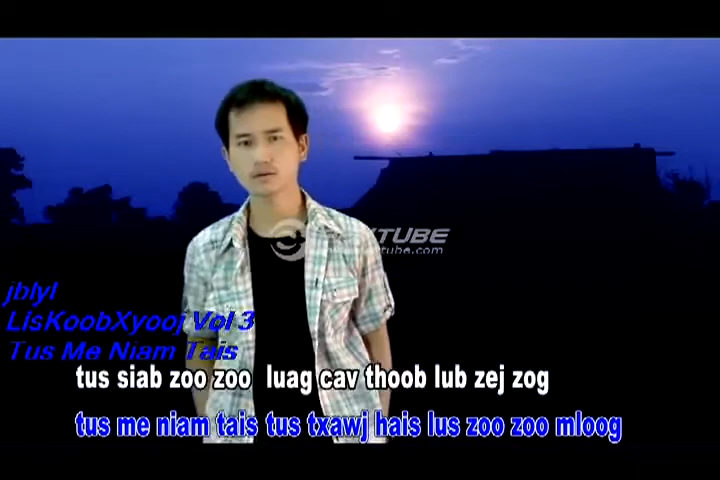 TUBE
tube.com
jblyl
LisKoobXyooj Vol 3
Tus Me Niam Tais
tus siab zoo zoo luag cav thoob lub zej zog
tus me niam tais tus txawj hais lus zoo zoo mloog